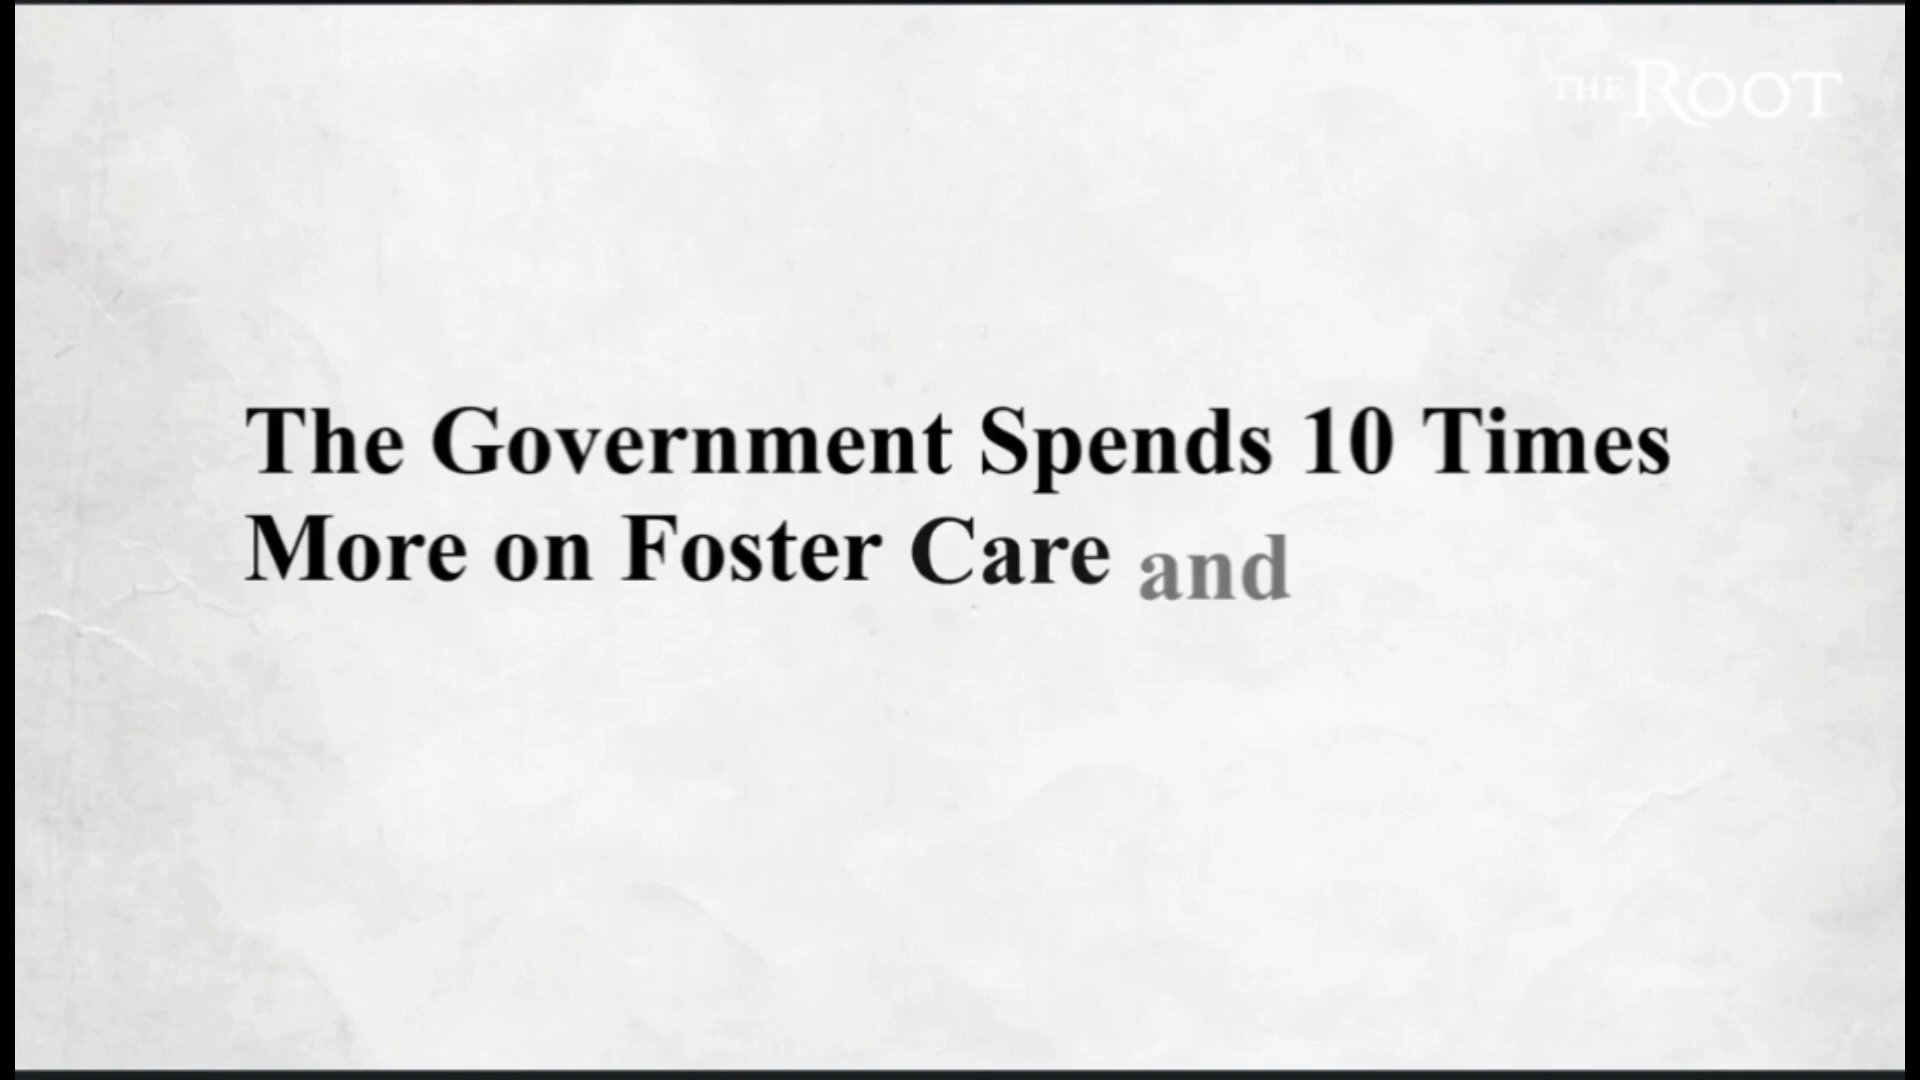 THE ROOT
The Government Spends 10 Times
More on Foster Care and